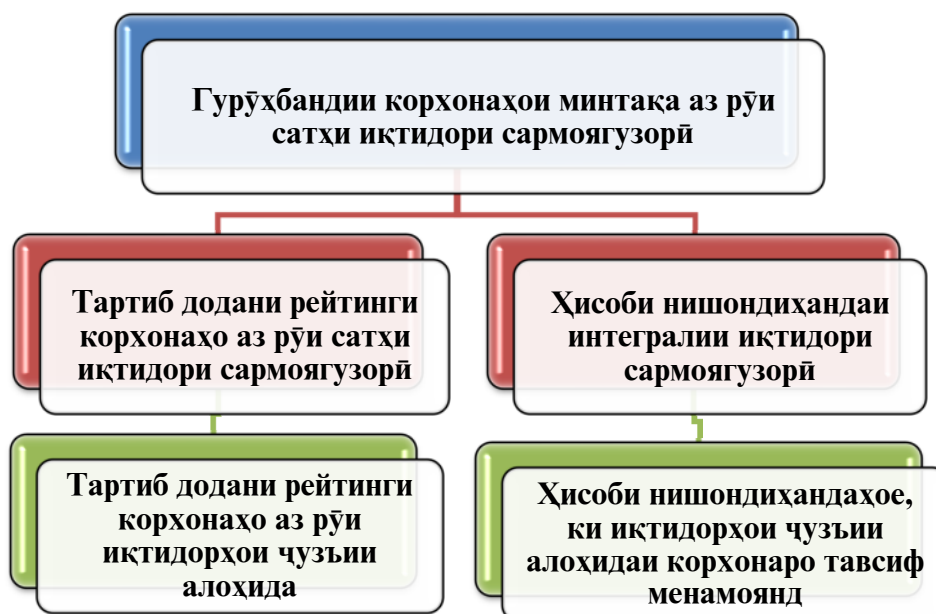 Гурӯҳбандии корхонаҳои минтақа аз рӯи
сатҳи иқтидори сармоягузорӣ
Тартиб додани рейтинги
корхонаҳо аз рӯи сатҳи
иқтидори сармоягузорӣ
Ҳисоби нишондиҳандаи
интегралии иқтидори
сармоягузорӣ
Тартиб додани рейтинги
корхонаҳо аз рӯи
иқтидорҳои ҷузъии
алоҳида
Ҳисоби нишондиҳандаҳое,
ки иқтидорҳои ҷузъии
алоҳидаи корхонаро тавсиф
менамоянд